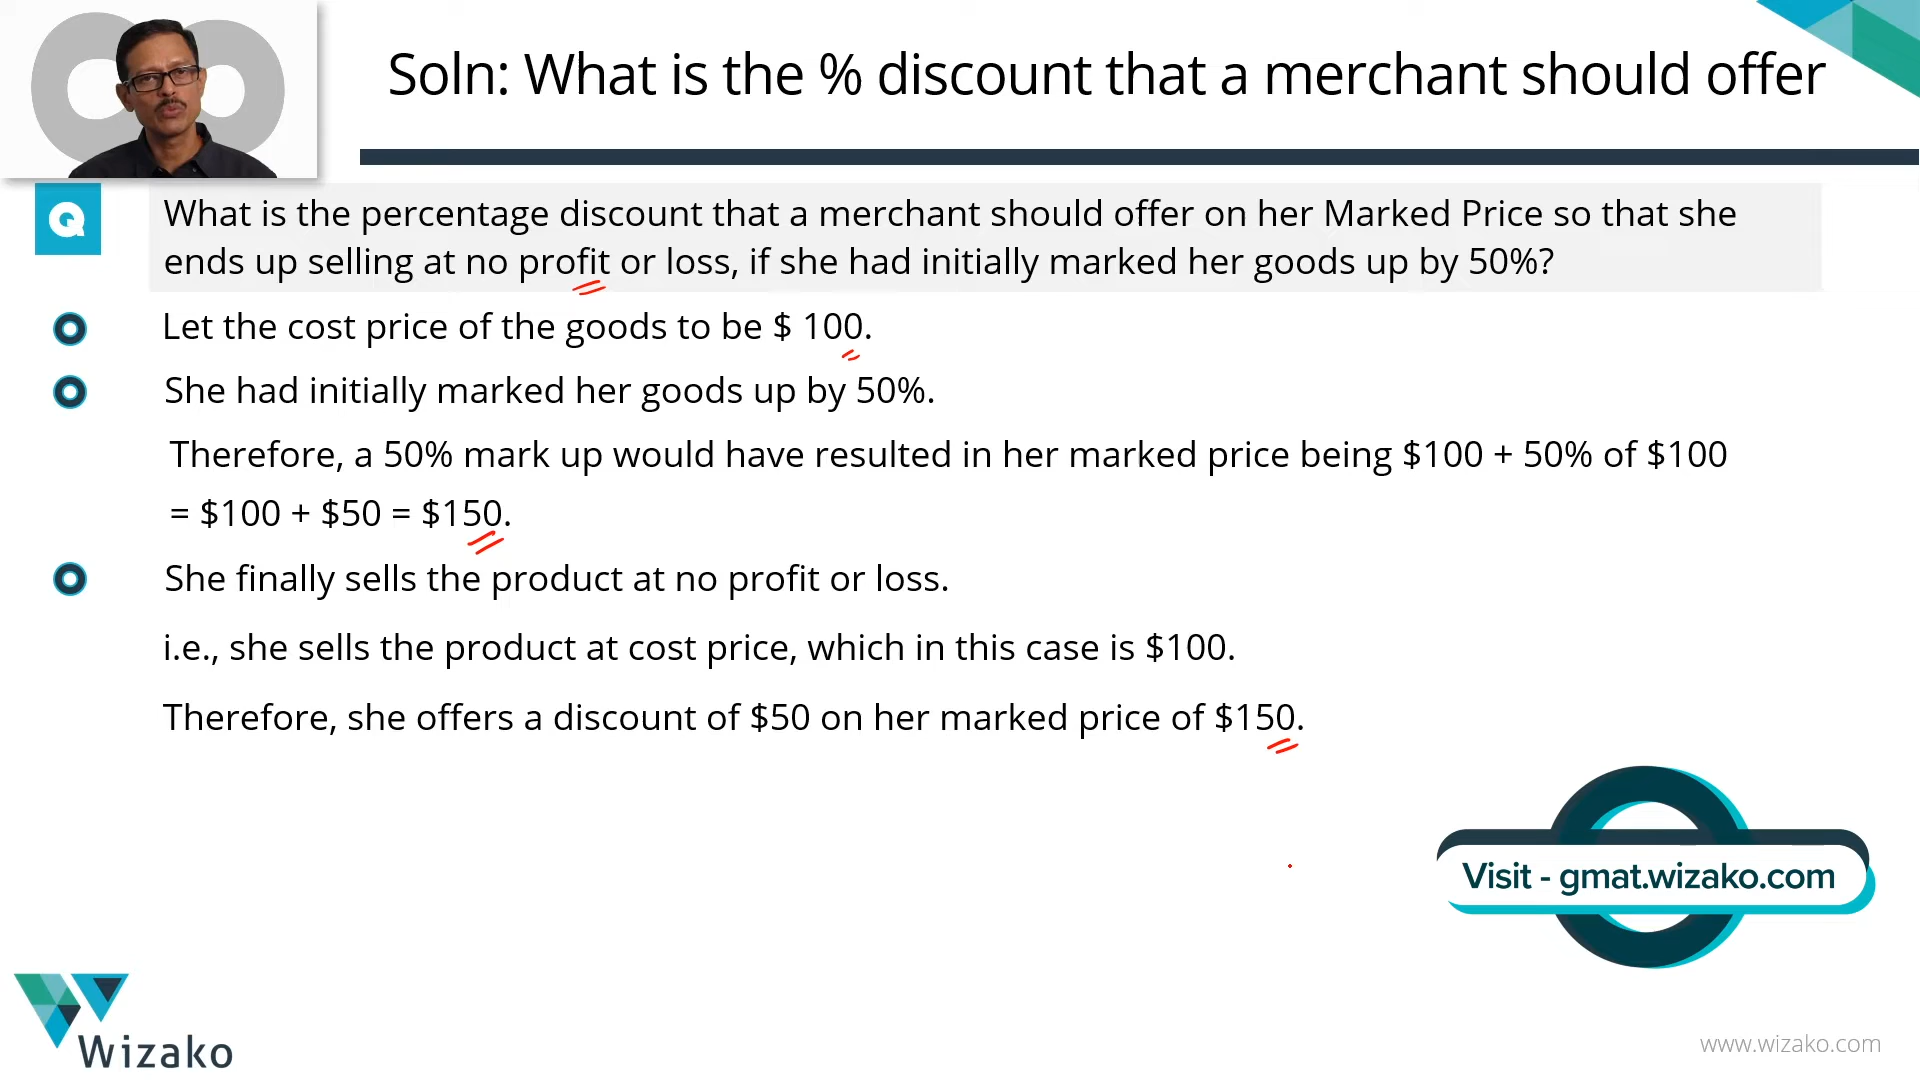 Soln: What is the % discount that a merchant should offer
Q
What is the percentage discount that a merchant should offer on her Marked Price so that she
ends up selling at no profit or loss, if she had initially marked her goods up by 50%?
Let the cost price of the goods to be $ 100.
She had initially marked her goods up by 50%.
Therefore, a 50% mark up would have resulted in her marked price being $100 + 50% of $100
= $100 + $50 = $150.
She finally sells the product at no profit or loss.
i.e., she sells the product at cost price, which in this case is $100.
Therefore, she offers a discount of $50 on her marked price of $150.
Visit - gmat.wizako.com
Wizako
www.wizako.com